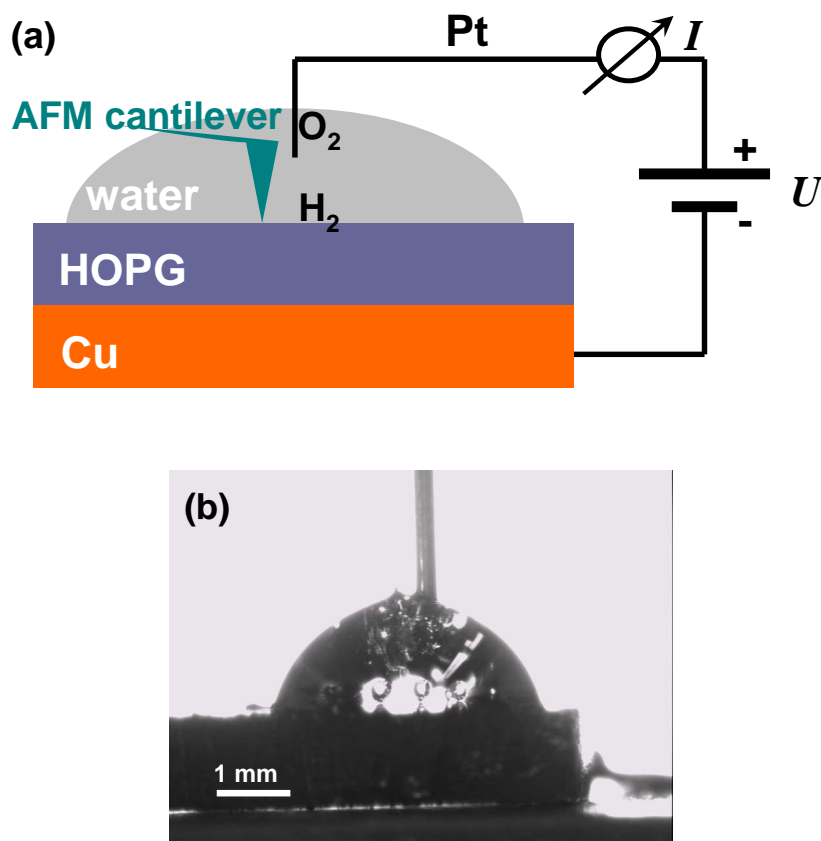 (a)
Pt
I
AFM cantilever
O₂
+
U
-
water
H₂
HOPG
Cu
(b)
1 mm